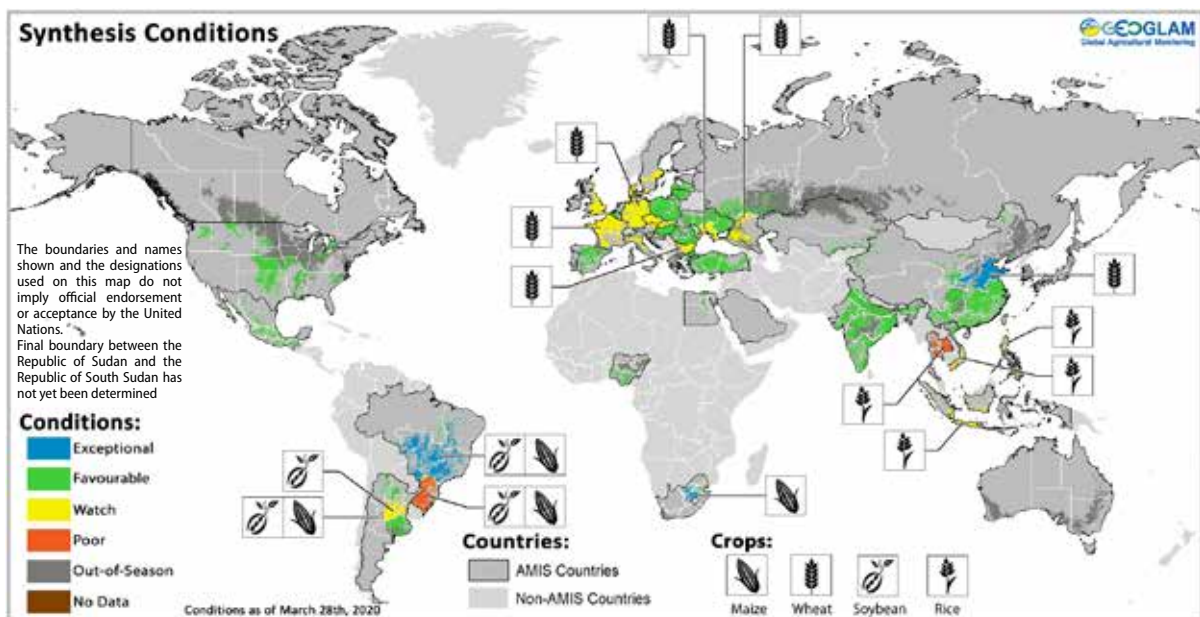 Synthesis Conditions
GEOGLAM
Global Agricultural Monitoring
The boundaries and names
shown and the designations
used on this map do not
imply official endorsement
or acceptance by the United
Nations.
Final boundary between the
Republic of Sudan and the
Republic of South Sudan has
not yet been determined
Conditions:
Exceptional
Favourable
Watch
Poor
Out-of-Season
No Data
Conditions as of March 28th, 2020
Countries:
AMIS Countries
Non-AMIS Countries
Crops:
Maize
Wheat
Soybean
Rice